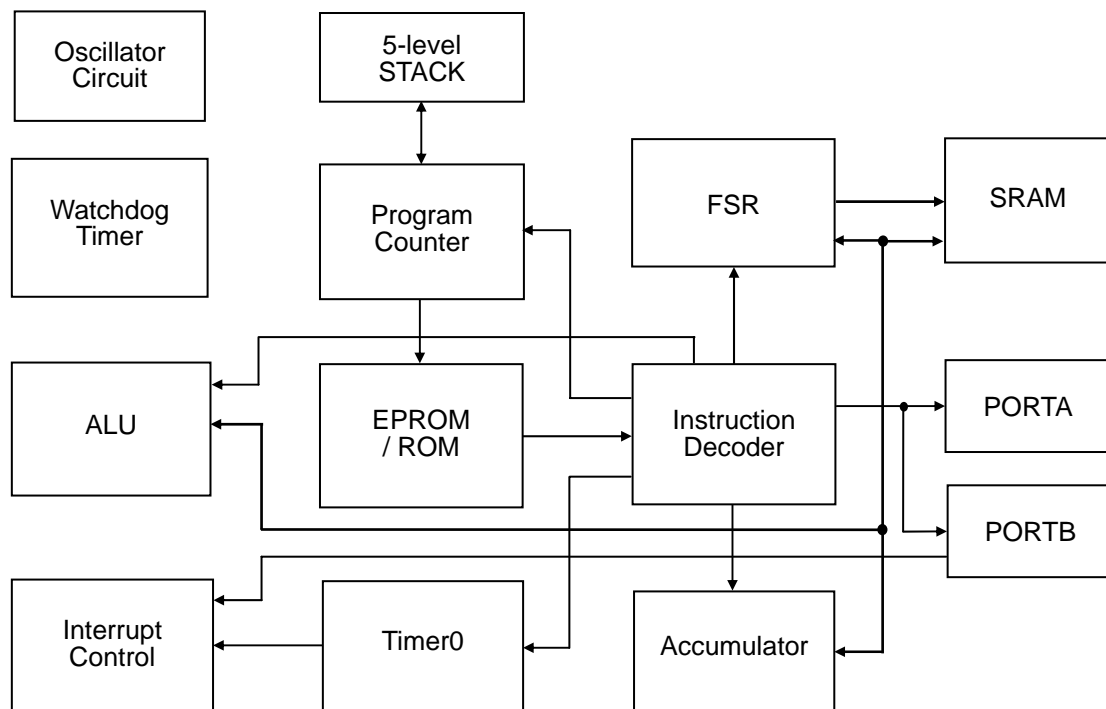 Oscillator
Circuit
5-level
STACK
Watchdog
Timer
Program
Counter
FSR
SRAM
ALU
EPROM
/ ROM
Instruction
Decoder
PORTA
PORTB
Interrupt
Control
Timer0
Accumulator